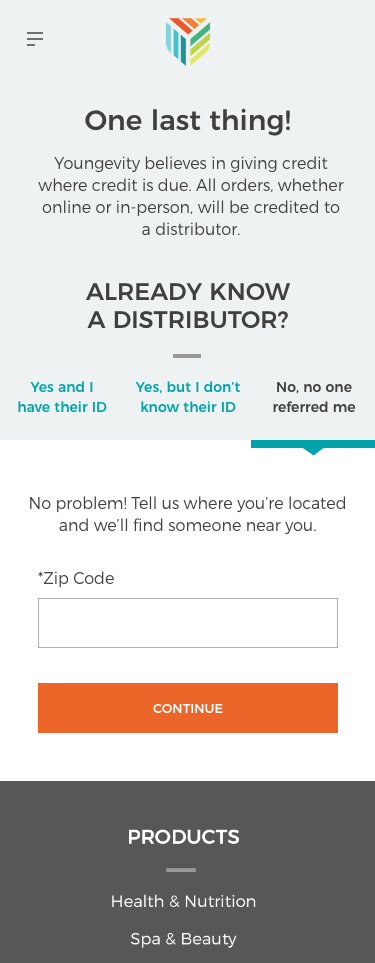 One last thing!
Youngevity believes in giving credit
where credit is due. All orders, whether
online or in-person, will be credited to
a distributor.
ALREADY KNOW
A DISTRIBUTOR?
Yes and I
have their ID
Yes, but I don't
know their ID
No, no one
referred me
No problem! Tell us where you're located
and we'll find someone near you.
*Zip Code
CONTINUE
PRODUCTS
Health & Nutrition
Spa & Beauty